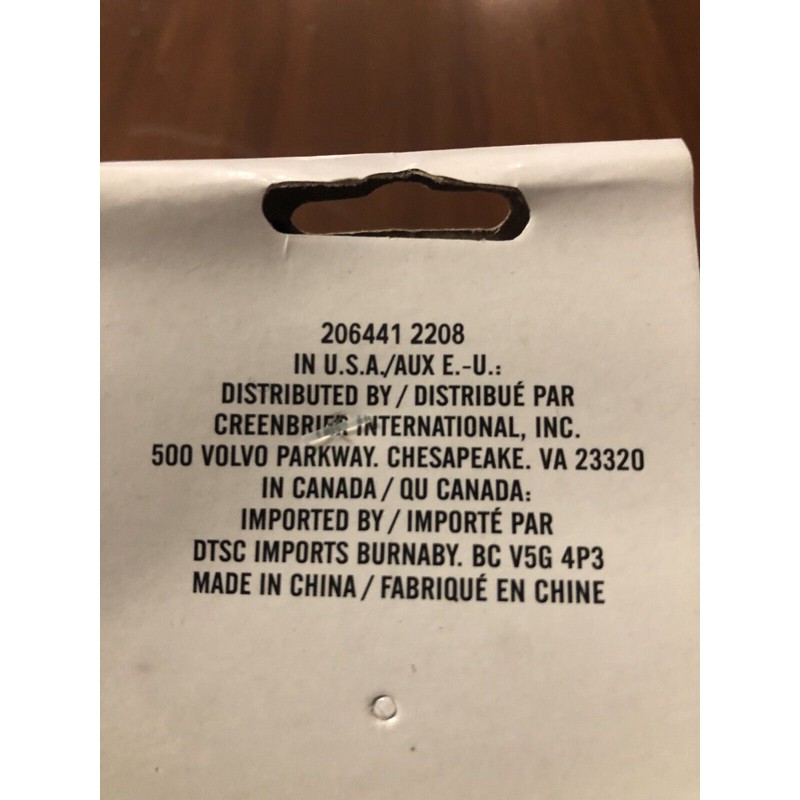 206441 2208
IN U.S.A./AUX E.-U.:
DISTRIBUTED BY / DISTRIBUÉ PAR
GREENBRIER INTERNATIONAL, INC.
500 VOLVO PARKWAY. CHESAPEAKE. VA 23320
IN CANADA / QU CANADA:
IMPORTED BY / IMPORTÉ PAR
DTSC IMPORTS BURNABY. BC V5G 4P3
MADE IN CHINA / FABRIQUÉ EN CHINE